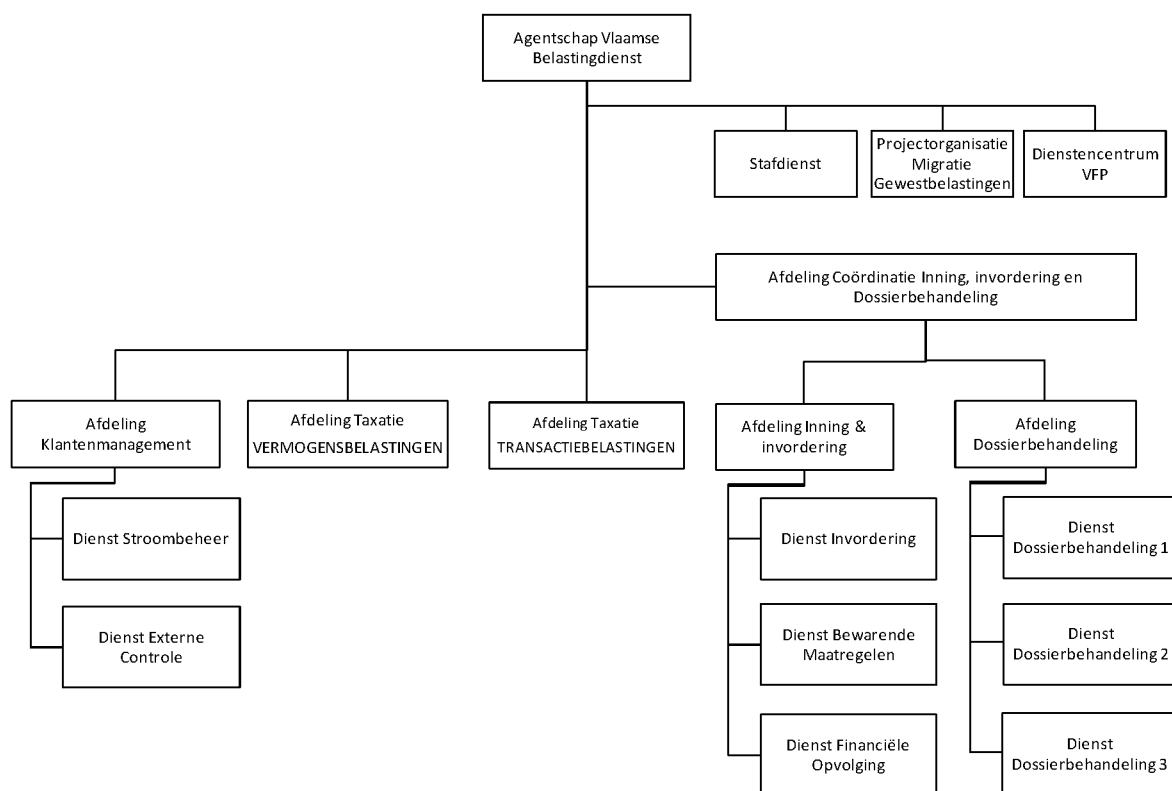 Agentschap Vlaamse
Belastingdienst
Stafdienst
Projectorganisatie
Migratie
Gewestbelastingen
Dienstencentrum
VFP
Afdeling Coördinatie Inning, invordering en
Dossierbehandeling
Afdeling
Klantenmanagement
Afdeling Taxatie
VERMOGENSBELASTINGEN
Afdeling Taxatie
TRANSACTIEBELASTINGEN
Afdeling Inning &
invordering
Afdeling
Dossierbehandeling
Dienst Stroombeheer
Dienst Externe
Controle
Dienst Invordering
Dienst Bewarende
Maatregelen
Dienst Financiële
Opvolging
Dienst
Dossierbehandeling 1
Dienst
Dossierbehandeling 2
Dienst
Dossierbehandeling 3